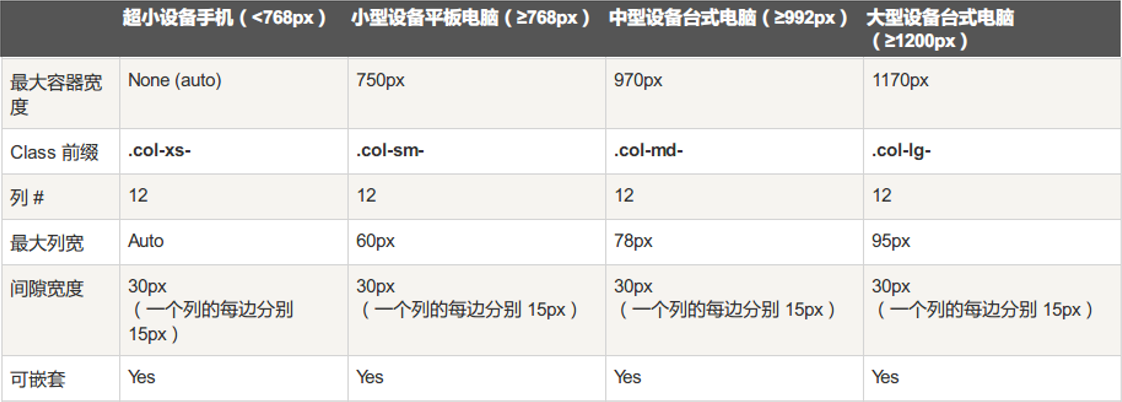 超小设备手机（<768px）
小型设备平板电脑（≥768px）
中型设备台式电脑（≥992px）
大型设备台式电脑
（≥1200px）
最大容器宽
度
None (auto)
750px
970px
1170px
Class 前缀
.col-xs-
.col-sm-
.col-md-
.col-lg-
列 #
12
12
12
12
最大列宽
Auto
60px
78px
95px
间隙宽度
30px
（一个列的每边分别
15px）
30px
（一个列的每边分别 15px）
30px
（一个列的每边分别 15px）
30px
（一个列的每边分别 15px）
可嵌套
Yes
Yes
Yes
Yes